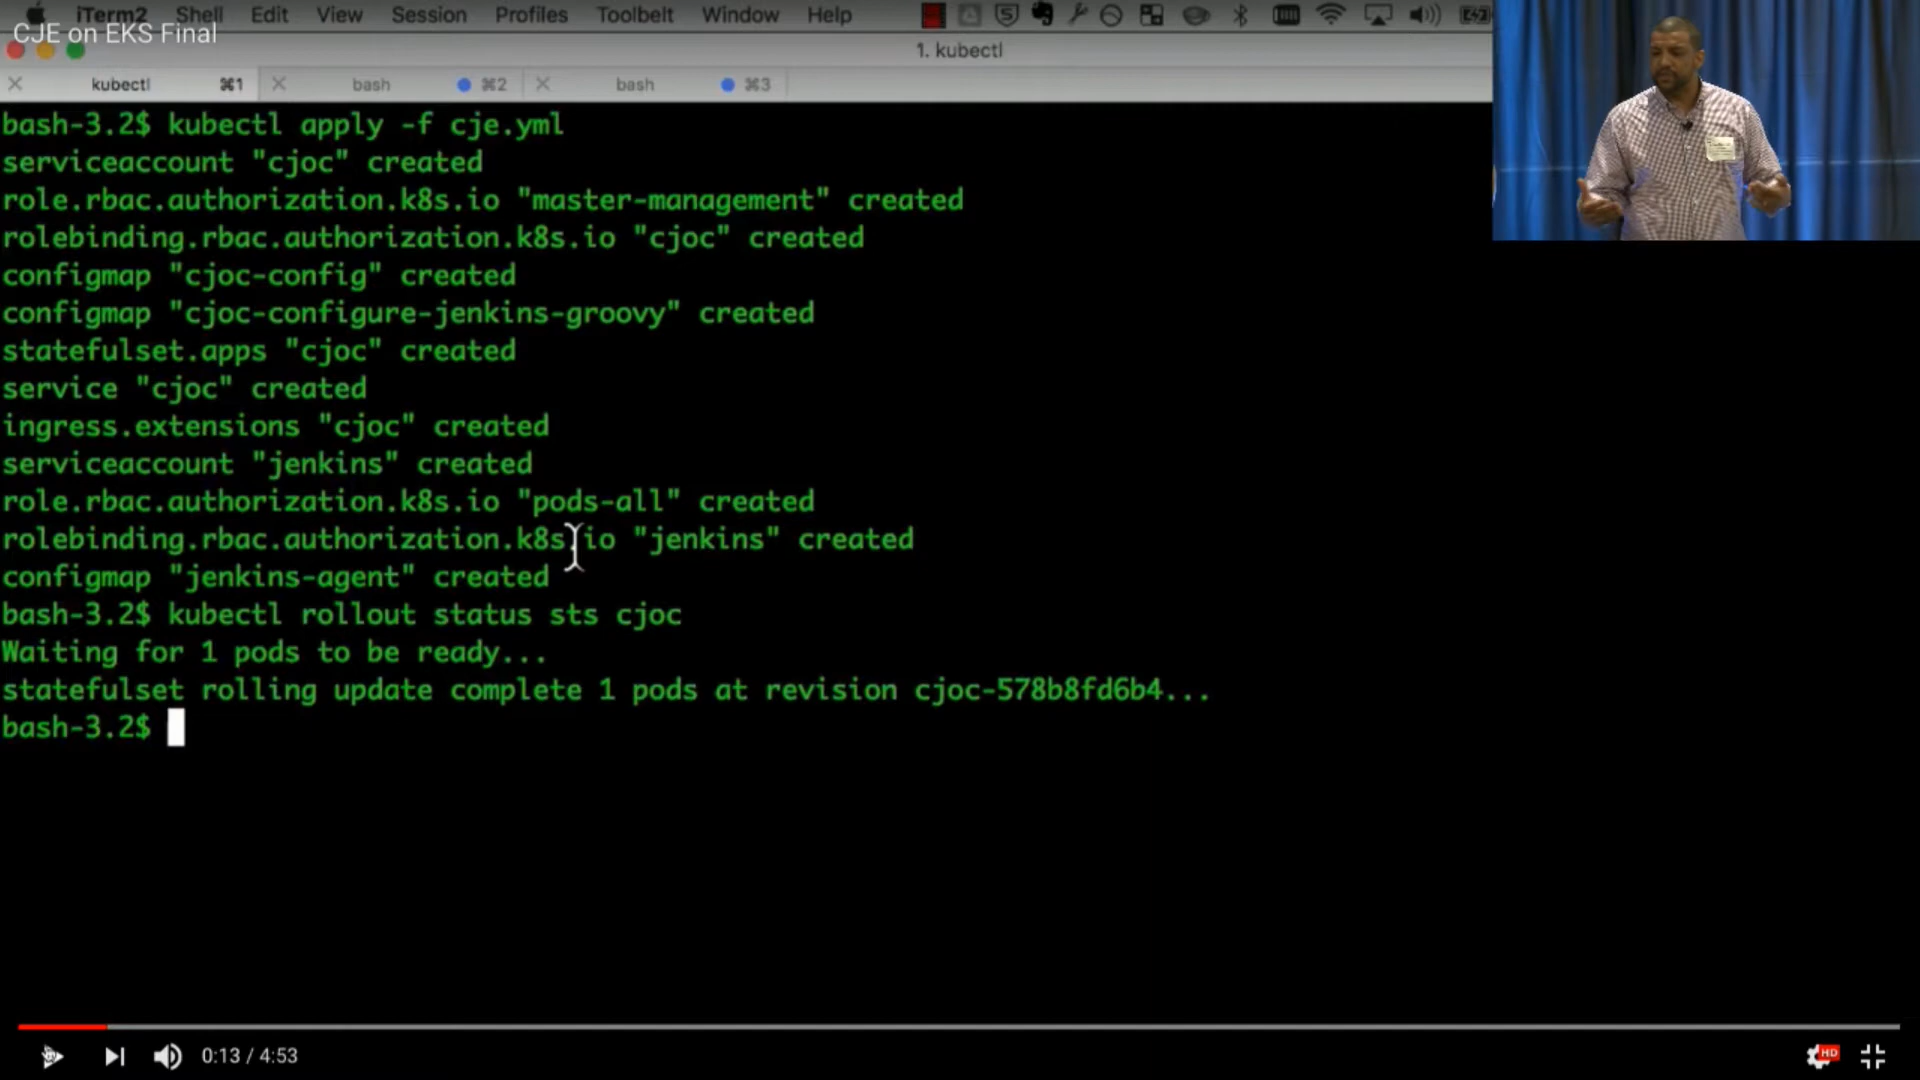 iTerm2 Shell Edit View Session Profiles Toolbelt Window Help
CJE on EKS Final
1. kubectl
kubectl ⌘1 bash ⌘2 bash ⌘3
bash-3.2$ kubectl apply -f cje.yml
serviceaccount "cjoc" created
role.rbac.authorization.k8s.io "master-management" created
rolebinding.rbac.authorization.k8s.io "cjoc" created
configmap "cjoc-config" created
configmap "cjoc-configure-jenkins-groovy" created
statefulset.apps "cjoc" created
service "cjoc" created
ingress.extensions "cjoc" created
serviceaccount "jenkins" created
role.rbac.authorization.k8s.io "pods-all" created
rolebinding.rbac.authorization.k8s.io "jenkins" created
configmap "jenkins-agent" created
bash-3.2$ kubectl rollout status sts cjoc
Waiting for 1 pods to be ready...
statefulset rolling update complete 1 pods at revision cjoc-578b8fd6b4...
bash-3.2$
0:13 / 4:53
HD